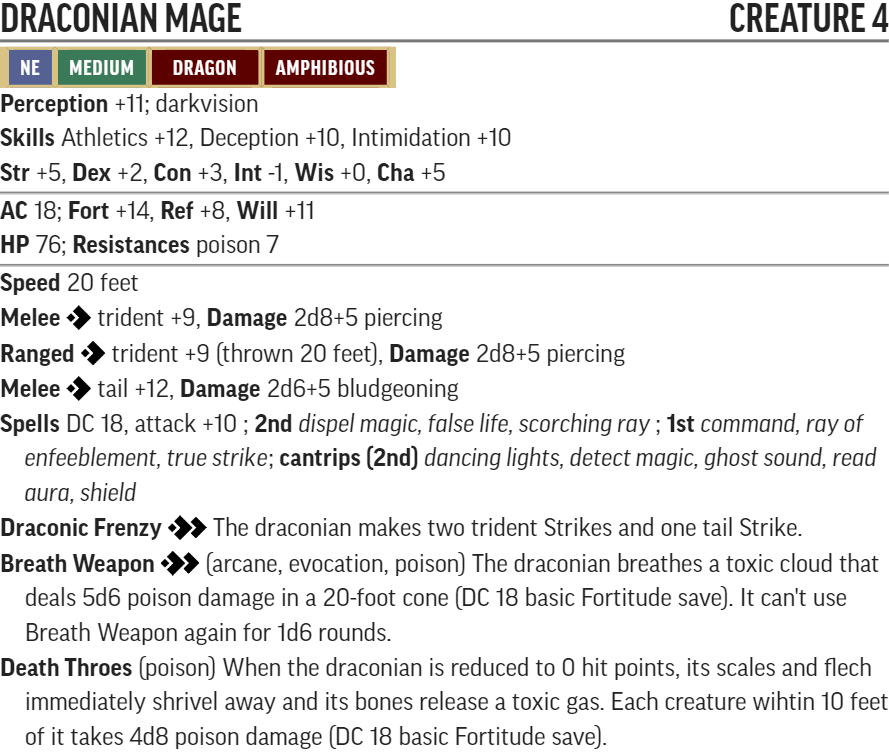 DRACONIAN MAGE CREATURE 4
NE MEDIUM DRAGON AMPHIBIOUS
Perception +11; darkvision
Skills Athletics +12, Deception +10, Intimidation +10
Str +5, Dex +2, Con +3, Int -1, Wis +0, Cha +5
AC 18; Fort +14, Ref +8, Will +11
HP 76; Resistances poison 7
Speed 20 feet
Melee trident +9, Damage 2d8+5 piercing
Ranged trident +9 (thrown 20 feet), Damage 2d8+5 piercing
Melee tail +12, Damage 2d6+5 bludgeoning
Spells DC 18, attack +10 ; 2nd dispel magic, false life, scorching ray ; 1st command, ray of
enfeeblement, true strike; cantrips (2nd) dancing lights, detect magic, ghost sound, read
aura, shield
Draconic Frenzy The draconian makes two trident Strikes and one tail Strike.
Breath Weapon (arcane, evocation, poison) The draconian breathes a toxic cloud that
deals 5d6 poison damage in a 20-foot cone (DC 18 basic Fortitude save). It can't use
Breath Weapon again for 1d6 rounds.
Death Throes (poison) When the draconian is reduced to 0 hit points, its scales and flech
immediately shrivel away and its bones release a toxic gas. Each creature wihtin 10 feet
of it takes 4d8 poison damage (DC 18 basic Fortitude save).